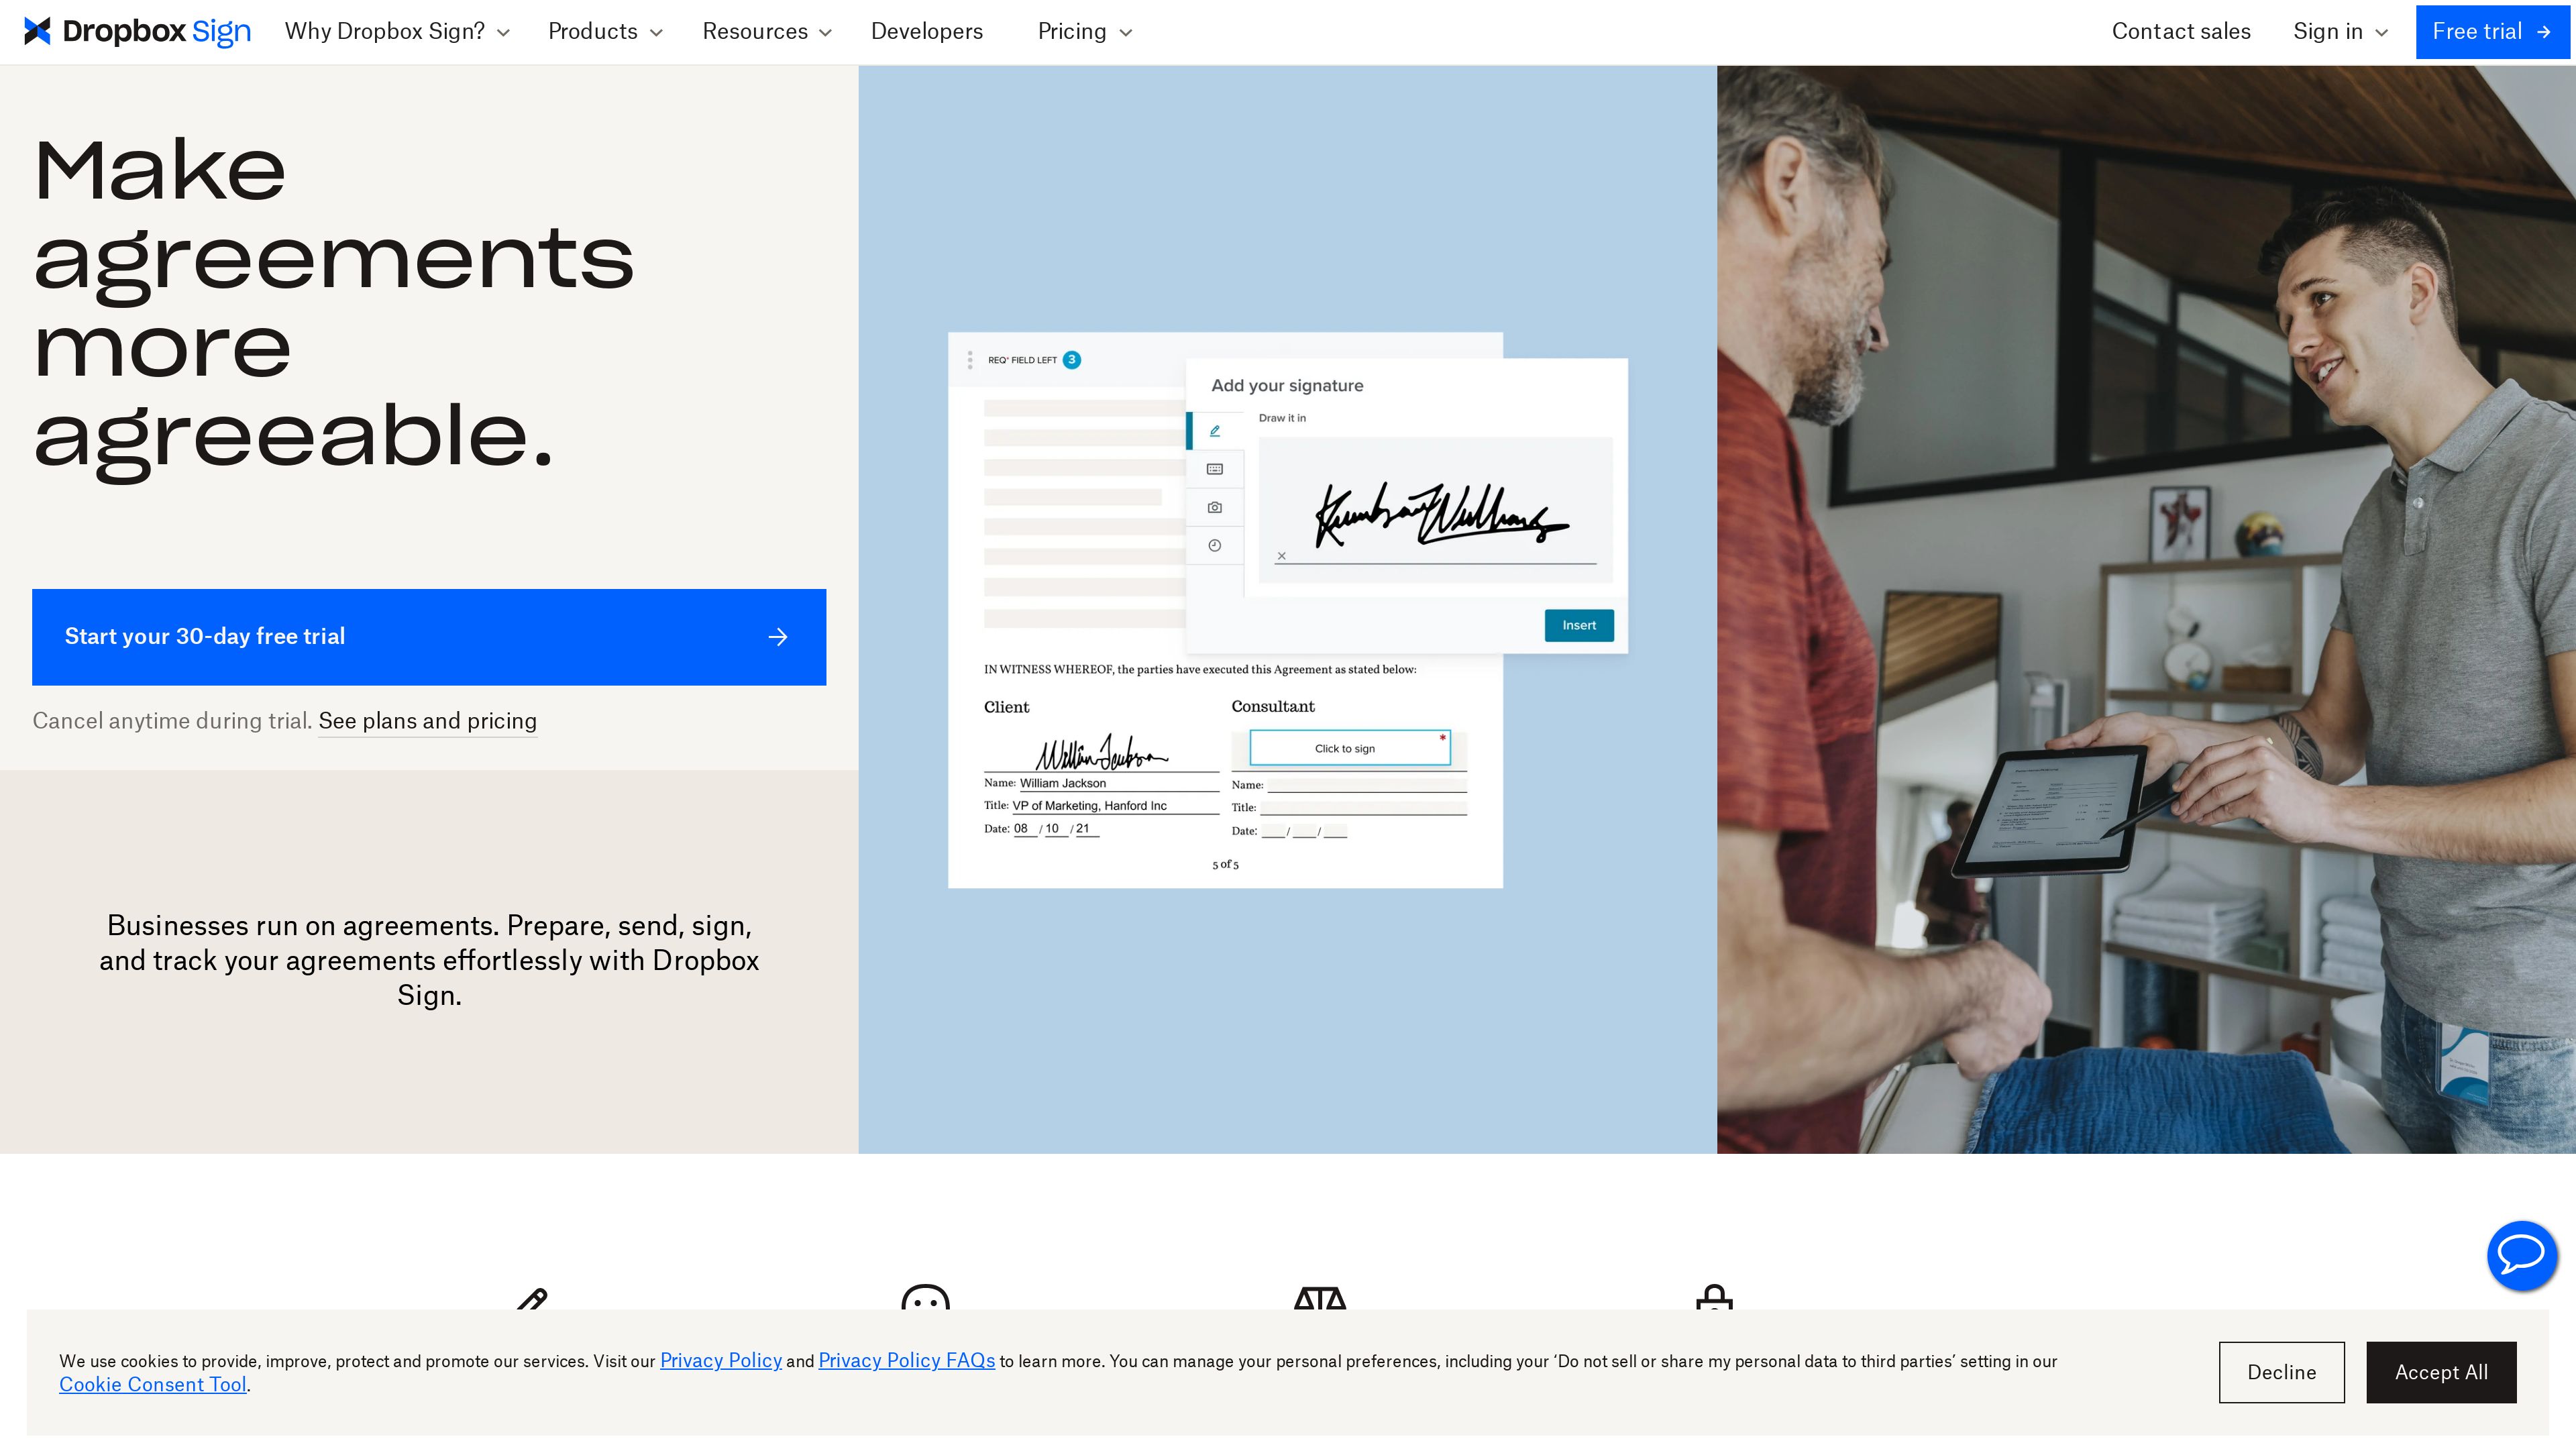 Dropbox Sign Why Dropbox Sign? Products Resources Developers Pricing Contact sales Sign in Free trial
Make
agreements
more
agreeable.
Start your 30-day free trial
Cancel anytime during trial. See plans and pricing
Businesses run on agreements. Prepare, send, sign,
and track your agreements effortlessly with Dropbox
Sign.
REQ' FIELD LEFT 3
Add your signature
Draw it in
Insert
IN WITNESS WHEREOF, the parties have executed this Agreement as stated below:
Client
William Jackson
Name: William Jackson
Title: VP of Marketing, Hanford Inc
Date: 08 / 10 / 21
Consultant
Click to sign *
Name:
Title:
Date: / /
5 of 5
We use cookies to provide, improve, protect and promote our services. Visit our Privacy Policy and Privacy Policy FAQs to learn more. You can manage your personal preferences, including your ‘Do not sell or share my personal data to third parties’ setting in our
Cookie Consent Tool.
Decline
Accept All